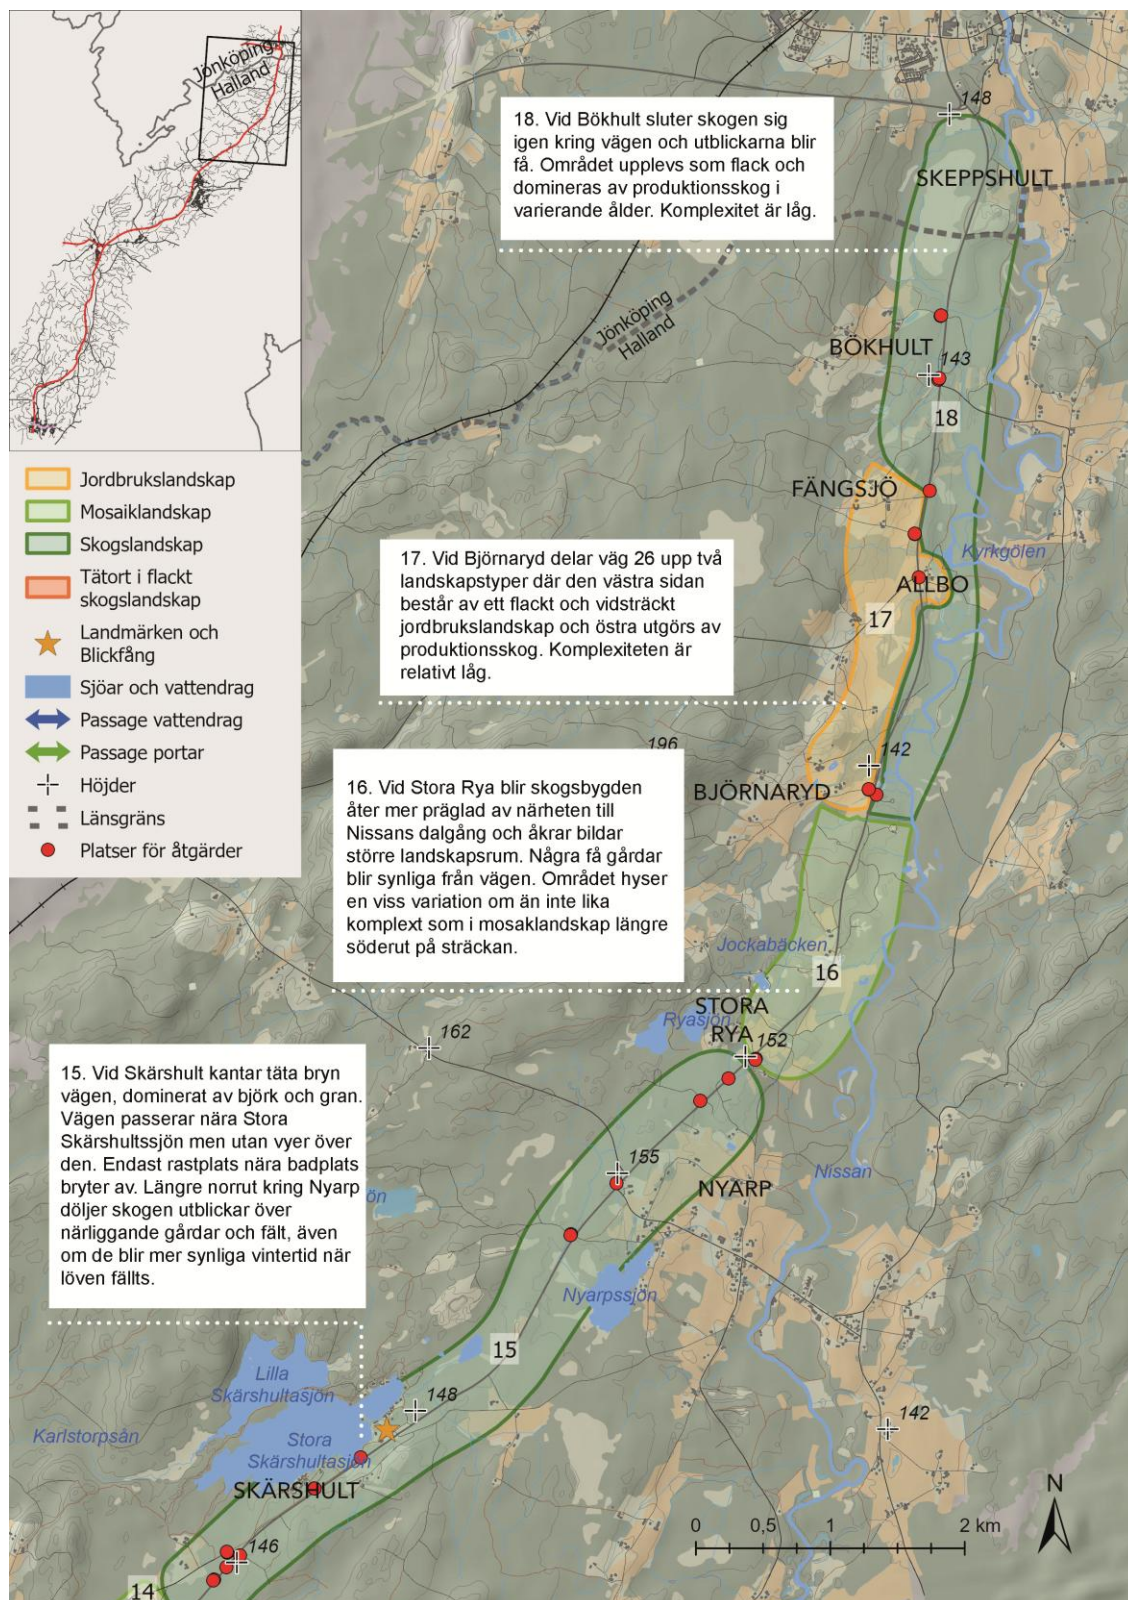 Jönköping
Halland
148
18. Vid Bökhult sluter skogen sig
igen kring vägen och utblickarna blir
få. Området upplevs som flack och
domineras av produktionsskog i
varierande ålder. Komplexitet är låg.
SKEPPSHULT
Jönköping
Halland
BÖKHULT
143
18
Jordbrukslandskap
Mosaiklandskap
Skogslandskap
Tätort i flackt
skogslandskap
Landmärken och
Blickfång
Sjöar och vattendrag
Passage vattendrag
Passage portar
Höjder
Länsgräns
Platser för åtgärder
FÄNGSJÖ
Kyrkgölen
ALLBO
17. Vid Björnaryd delar väg 26 upp två
landskapstyper där den västra sidan
består av ett flackt och vidsträckt
jordbrukslandskap och östra utgörs av
produktionsskog. Komplexiteten är
relativt låg.
17
196
142
BJÖRNARYD
16. Vid Stora Rya blir skogsbygden
åter mer präglad av närheten till
Nissans dalgång och åkrar bildar
större landskapsrum. Några få gårdar
blir synliga från vägen. Området hyser
en viss variation om än inte lika
komplext som i mosaklandskap längre
söderut på sträckan.
Jockabäcken
16
STORA
RYA
Ryasjön
152
162
15. Vid Skärshult kantar täta bryn
vägen, dominerat av björk och gran.
Vägen passerar nära Stora
Skärshultssjön men utan vyer över
den. Endast rastplats nära badplats
bryter av. Längre norrut kring Nyarp
döljer skogen utblickar över
närliggande gårdar och fält, även
om de blir mer synliga vintertid när
löven fällts.
ön
155
NYARP
Nissan
Nyarpssjön
15
Lilla
Skärshultasjön
148
Karlstorpsån
Stora
Skärshultasjön
142
SKÄRSHULT
146
14
0
0,5
1
2 km
N